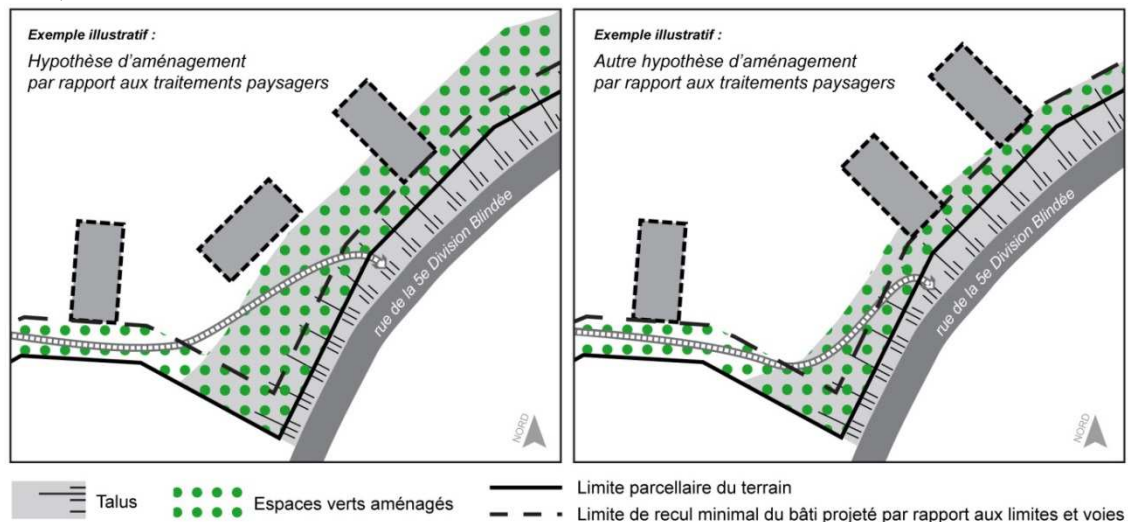 Exemple illustratif :
Hypothèse d'aménagement
par rapport aux traitements paysagers
rue de la 5e Division Blindée
NORD
Exemple illustratif :
Autre hypothèse d'aménagement
par rapport aux traitements paysagers
rue de la 5e Division Blindée
NORD
Talus
Espaces verts aménagés
Limite parcellaire du terrain
Limite de recul minimal du bâti projeté par rapport aux limites et voies